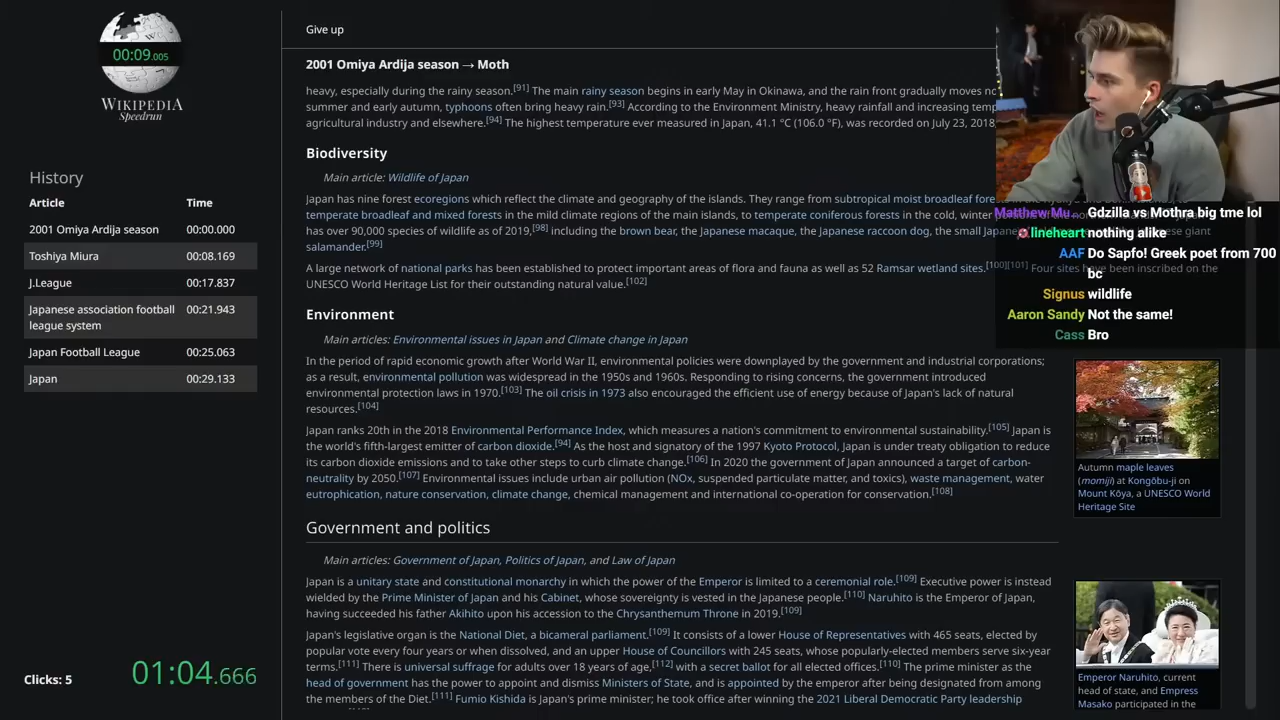 00:09.005
WIKIPEDIA
Speedrun
History
Article Time
2001 Omiya Ardija season 00:00.000
Toshiya Miura 00:08.169
J.League 00:17.837
Japanese association football 00:21.943
league system
Japan Football League 00:25.063
Japan 00:29.133
Clicks: 5
01:04.666
Give up
2001 Omiya Ardija season → Moth
heavy, especially during the rainy season.[91] The main rainy season begins in early May in Okinawa, and the rain front gradually moves no
summer and early autumn, typhoons often bring heavy rain.[93] According to the Environment Ministry, heavy rainfall and increasing temp
agricultural industry and elsewhere.[94] The highest temperature ever measured in Japan, 41.1 °C (106.0 °F), was recorded on July 23, 2018
Biodiversity
Main article: Wildlife of Japan
Japan has nine forest ecoregions which reflect the climate and geography of the islands. They range from subtropical moist broadleaf fore
temperate broadleaf and mixed forests in the mild climate regions of the main islands, to temperate coniferous forests in the cold, winter
has over 90,000 species of wildlife as of 2019,[98] including the brown bear, the Japanese macaque, the Japanese raccoon dog, the small Japanese giant
salamander.[99]
A large network of national parks has been established to protect important areas of flora and fauna as well as 52 Ramsar wetland sites.[100][101] Four sites have been inscribed on the
UNESCO World Heritage List for their outstanding natural value.[102]
Environment
Main articles: Environmental issues in Japan and Climate change in Japan
In the period of rapid economic growth after World War II, environmental policies were downplayed by the government and industrial corporations;
as a result, environmental pollution was widespread in the 1950s and 1960s. Responding to rising concerns, the government introduced
environmental protection laws in 1970.[103] The oil crisis in 1973 also encouraged the efficient use of energy because of Japan's lack of natural
resources.[104]
Japan ranks 20th in the 2018 Environmental Performance Index, which measures a nation's commitment to environmental sustainability.[105] Japan is
the world's fifth-largest emitter of carbon dioxide.[94] As the host and signatory of the 1997 Kyoto Protocol, Japan is under treaty obligation to reduce
its carbon dioxide emissions and to take other steps to curb climate change.[106] In 2020 the government of Japan announced a target of carbon-
neutrality by 2050.[107] Environmental issues include urban air pollution (NOx, suspended particulate matter, and toxics), waste management, water
eutrophication, nature conservation, climate change, chemical management and international co-operation for conservation.[108]
Government and politics
Main articles: Government of Japan, Politics of Japan, and Law of Japan
Japan is a unitary state and constitutional monarchy in which the power of the Emperor is limited to a ceremonial role.[109] Executive power is instead
wielded by the Prime Minister of Japan and his Cabinet, whose sovereignty is vested in the Japanese people.[110] Naruhito is the Emperor of Japan,
having succeeded his father Akihito upon his accession to the Chrysanthemum Throne in 2019.[109]
Japan's legislative organ is the National Diet, a bicameral parliament.[109] It consists of a lower House of Representatives with 465 seats, elected by
popular vote every four years or when dissolved, and an upper House of Councillors with 245 seats, whose popularly-elected members serve six-year
terms.[111] There is universal suffrage for adults over 18 years of age,[112] with a secret ballot for all elected offices.[110] The prime minister as the
head of government has the power to appoint and dismiss Ministers of State, and is appointed by the emperor after being designated from among
the members of the Diet.[111] Fumio Kishida is Japan's prime minister; he took office after winning the 2021 Liberal Democratic Party leadership
Matthew Mu... Gdzilla vs Mothra big tme lol
lineheart nothing alike
AAF Do Sapfo! Greek poet from 700
bc
Signus wildlife
Aaron Sandy Not the same!
Cass Bro
Autumn maple leaves
(momiji) at Kongōbu-ji on
Mount Kōya, a UNESCO World
Heritage Site
Emperor Naruhito, current
head of state, and Empress
Masako participated in the